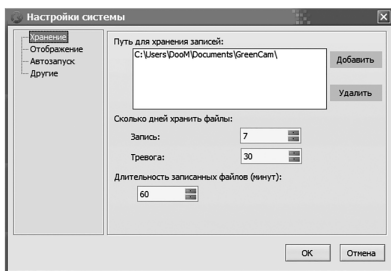 Настройки системы
Хранение
Отображение
Автозапуск
Другие
Путь для хранения записей:
C:\Users\DooM\Documents\GreenCam\
Добавить
Удалить
Сколько дней хранить файлы:
Запись: 7
Тревога: 30
Длительность записанных файлов (минут):
60
OK Отмена